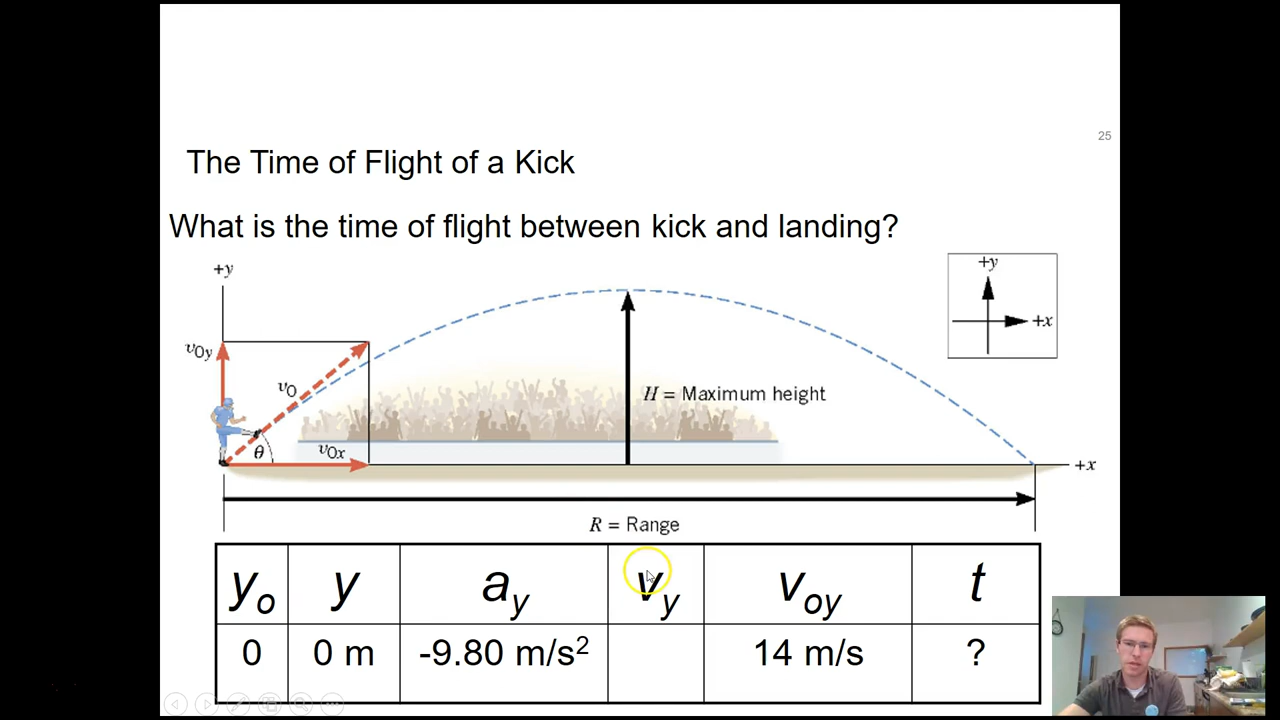 25
The Time of Flight of a Kick
What is the time of flight between kick and landing?
+y
+y
+x
v0y
v0
H = Maximum height
θ
v0x
+x
R = Range
yo y ay vy voy t
0 0 m -9.80 m/s² 14 m/s ?